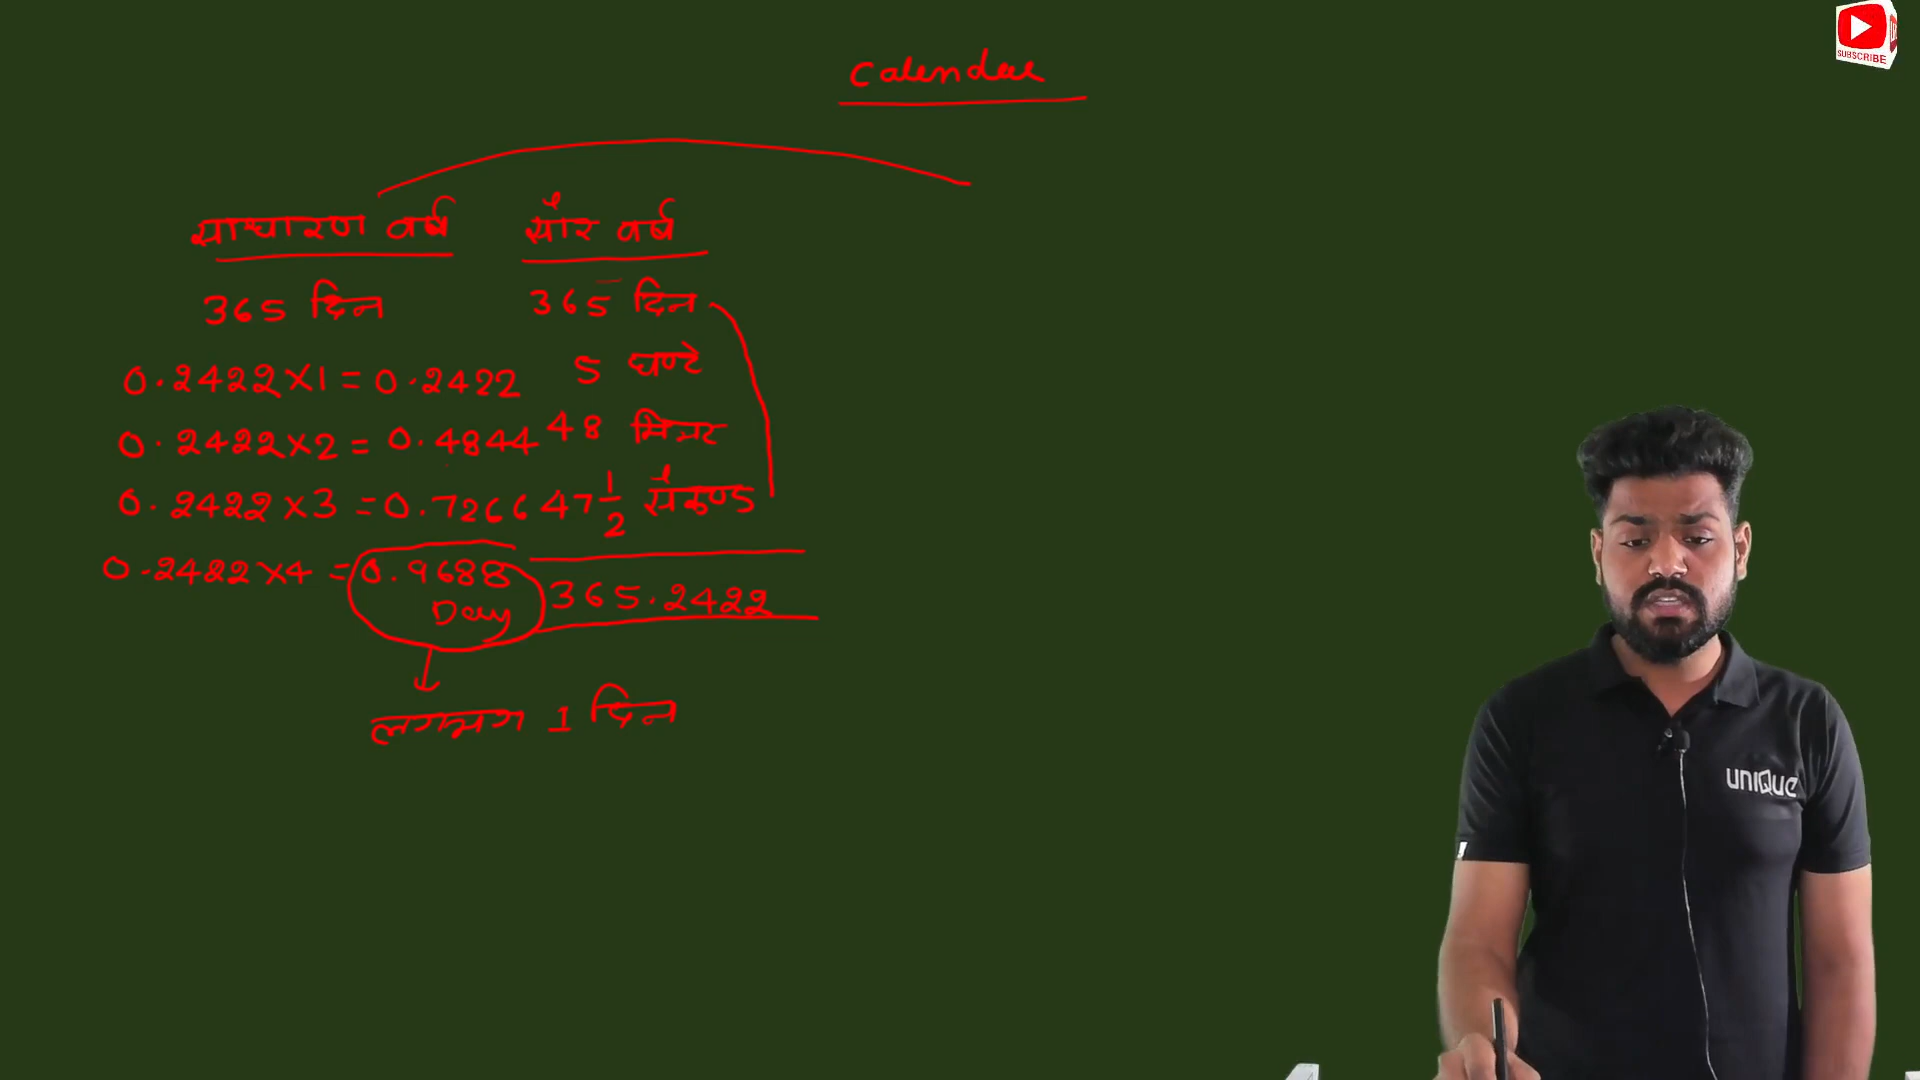 Calendar
SUBSCRIBE
साधारण वर्ष
सौर वर्ष
365 दिन
365 दिन
5 घण्टे
48 मिनट
47 1/2 सैकण्ड
365.2422
0.2422×1=0.2422
0.2422×2=0.4844
0.2422×3=0.7266
0.2422×4=0.9688
Day
लगभग 1 दिन
UNIQUE